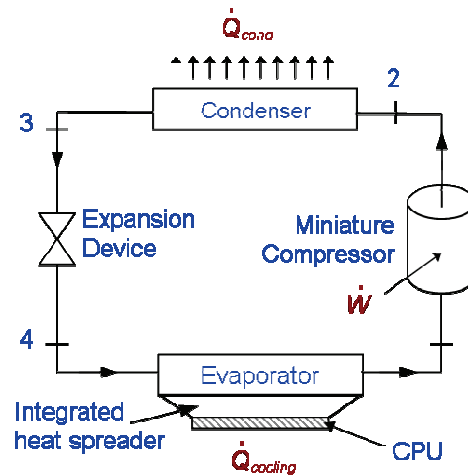 Q̇cond
2
3
Condenser
Expansion
Device
Miniature
Compressor
Ẇ
4
Evaporator
Integrated
heat spreader
CPU
Q̇cooling